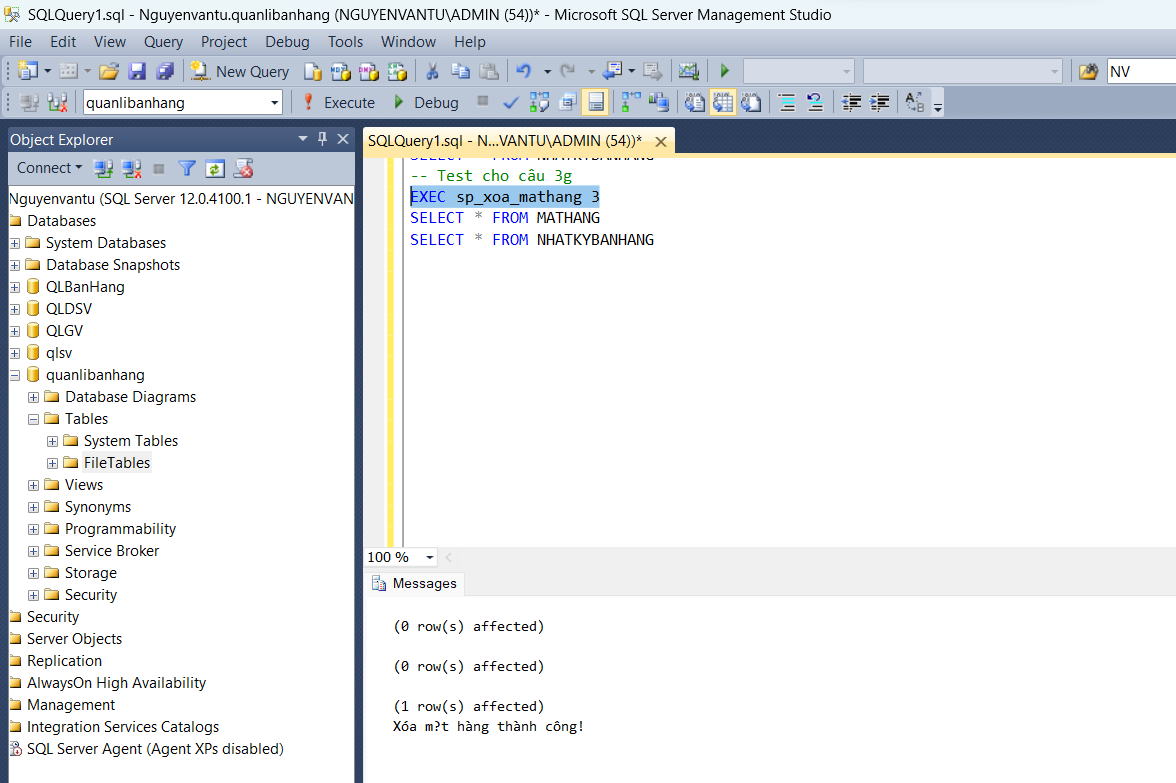 SQLQuery1.sql - Nguyenvantu.quanlibanhang (NGUYENVANTU\ADMIN (54))* - Microsoft SQL Server Management Studio
File Edit View Query Project Debug Tools Window Help
New Query NV
quanlibanhang Execute Debug
Object Explorer
Connect
Nguyenvantu (SQL Server 12.0.4100.1 - NGUYENVAN
Databases
System Databases
Database Snapshots
QLBanHang
QLDSV
QLGV
qlsv
quanlibanhang
Database Diagrams
Tables
System Tables
FileTables
Views
Synonyms
Programmability
Service Broker
Storage
Security
Security
Server Objects
Replication
AlwaysOn High Availability
Management
Integration Services Catalogs
SQL Server Agent (Agent XPs disabled)
SQLQuery1.sql - N...VANTU\ADMIN (54))*
SELECT * FROM NHATKYBANHANG
-- Test cho câu 3g
EXEC sp_xoa_mathang 3
SELECT * FROM MATHANG
SELECT * FROM NHATKYBANHANG
100 %
Messages
(0 row(s) affected)
(0 row(s) affected)
(1 row(s) affected)
Xóa m?t hàng thành công!